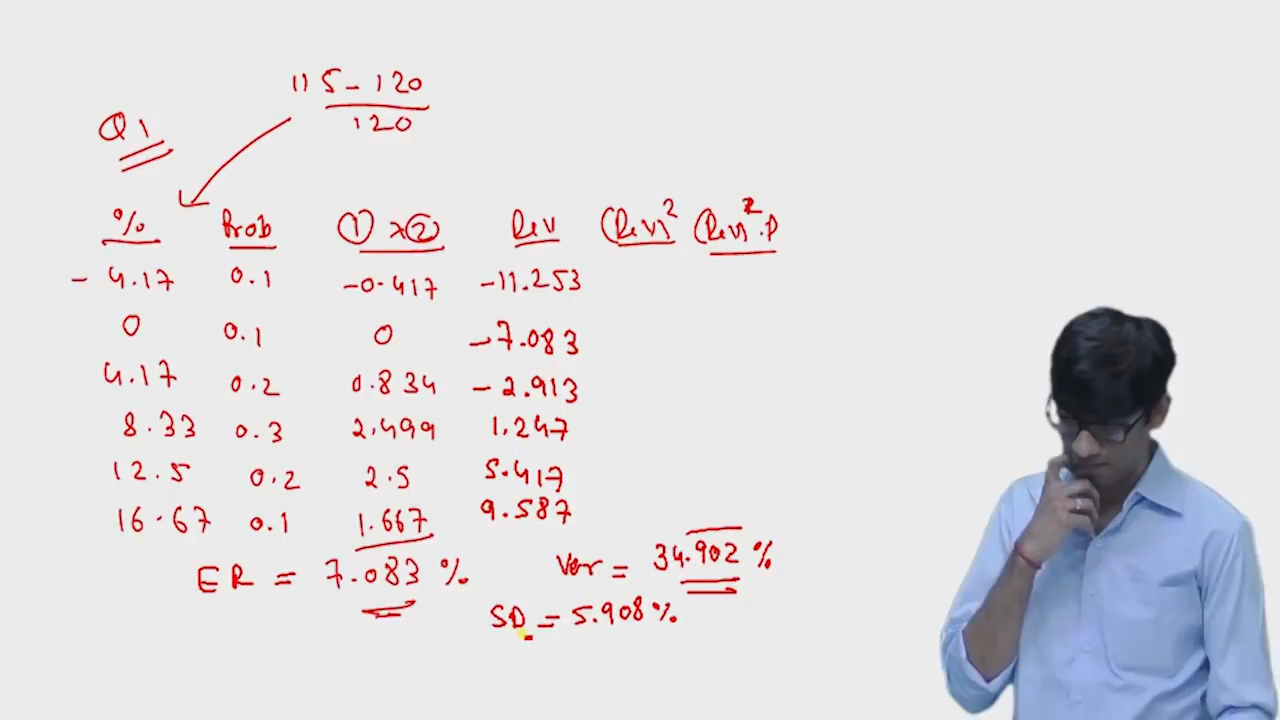 115-120
120
Q1
% Prob ①×② Dev (Dev)² (Dev)².P
-4.17 0.1 -0.417 -11.253
0 0.1 0 -7.083
4.17 0.2 0.834 -2.913
8.33 0.3 2.499 1.247
12.5 0.2 2.5 5.417
16.67 0.1 1.667 9.587
ER = 7.083 % Var = 34.902 %
SD = 5.908 %